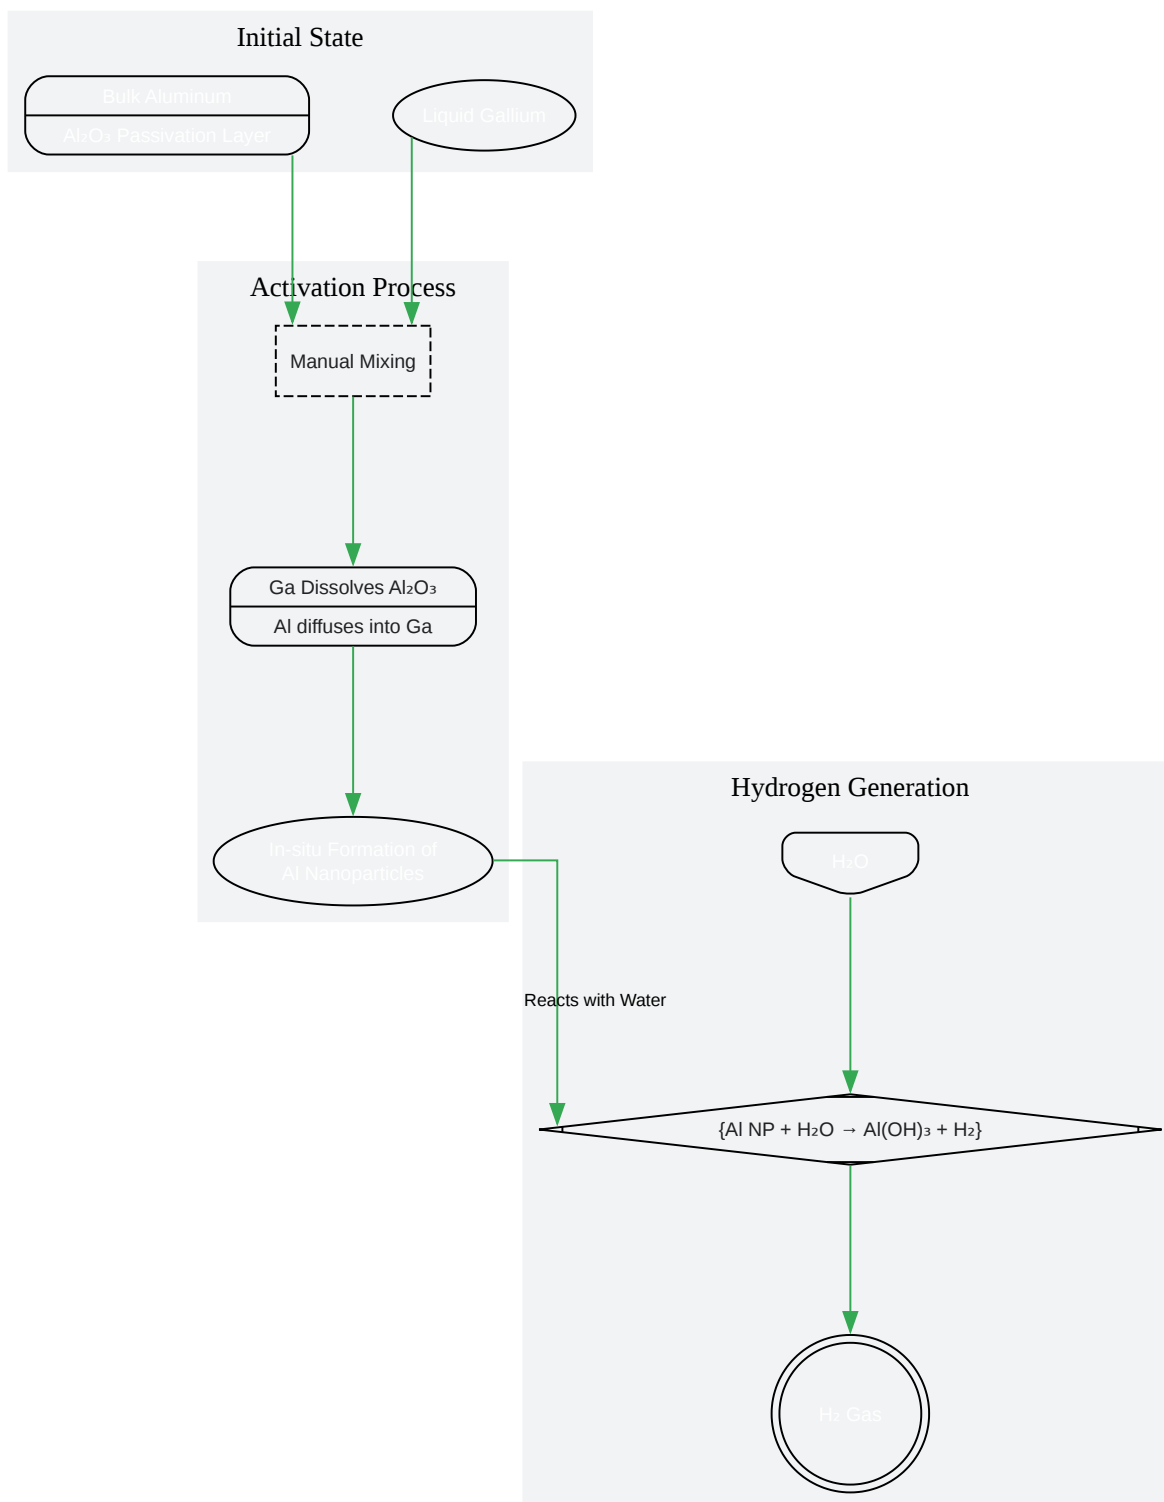 Initial State
Bulk Aluminum
Al₂O₃ Passivation Layer
Liquid Gallium
Activation Process
Manual Mixing
Ga Dissolves Al₂O₃
Al diffuses into Ga
In-situ Formation of
Al Nanoparticles
Hydrogen Generation
H₂O
Reacts with Water
{Al NP + H₂O → Al(OH)₃ + H₂}
H₂ Gas